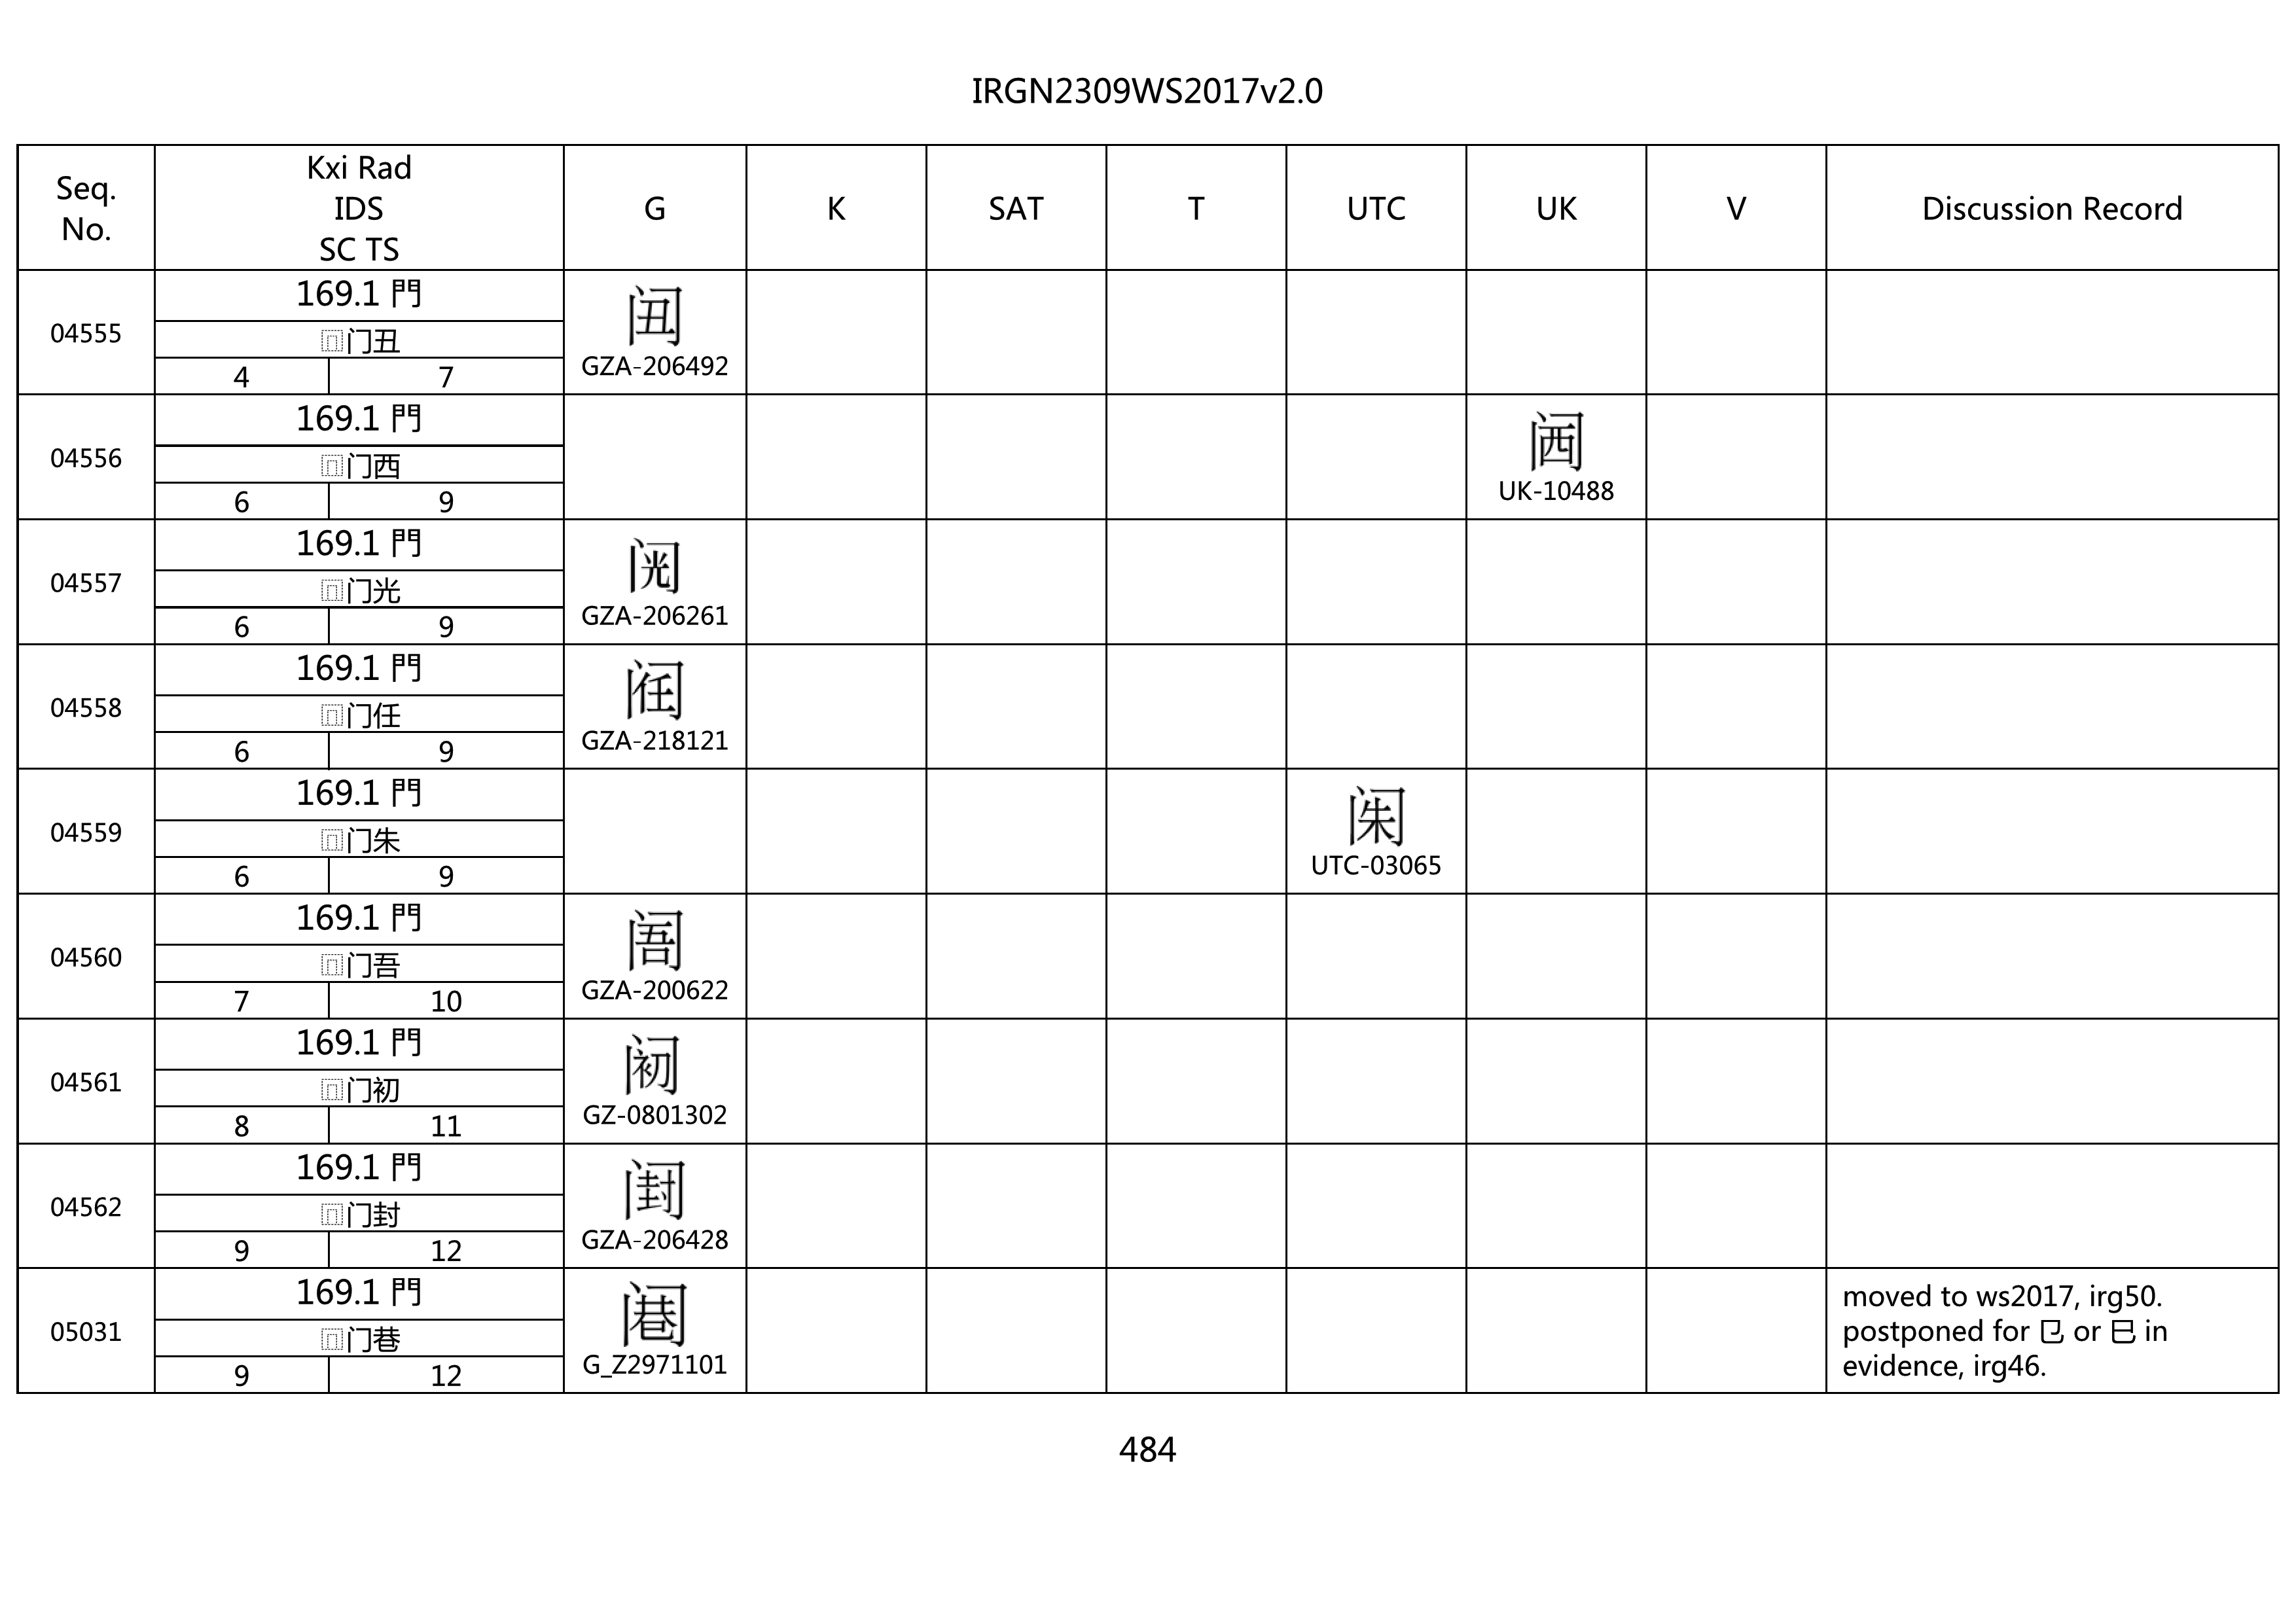 IRGN2309WS2017v2.0
Seq. No.
Kxi Rad
IDS
SC TS
G
K
SAT
T
UTC
UK
V
Discussion Record
04555
169.1 門
⿵门丑
4 7
GZA-206492
04556
169.1 門
⿵门西
6 9
UK-10488
04557
169.1 門
⿵门光
6 9
GZA-206261
04558
169.1 門
⿵门任
6 9
GZA-218121
04559
169.1 門
⿵门朱
6 9
UTC-03065
04560
169.1 門
⿵门吾
7 10
GZA-200622
04561
169.1 門
⿵门初
8 11
GZ-0801302
04562
169.1 門
⿵门封
9 12
GZA-206428
05031
169.1 門
⿵门巷
9 12
G_Z2971101
moved to ws2017, irg50.
postponed for 㔾 or 巳 in
evidence, irg46.
484